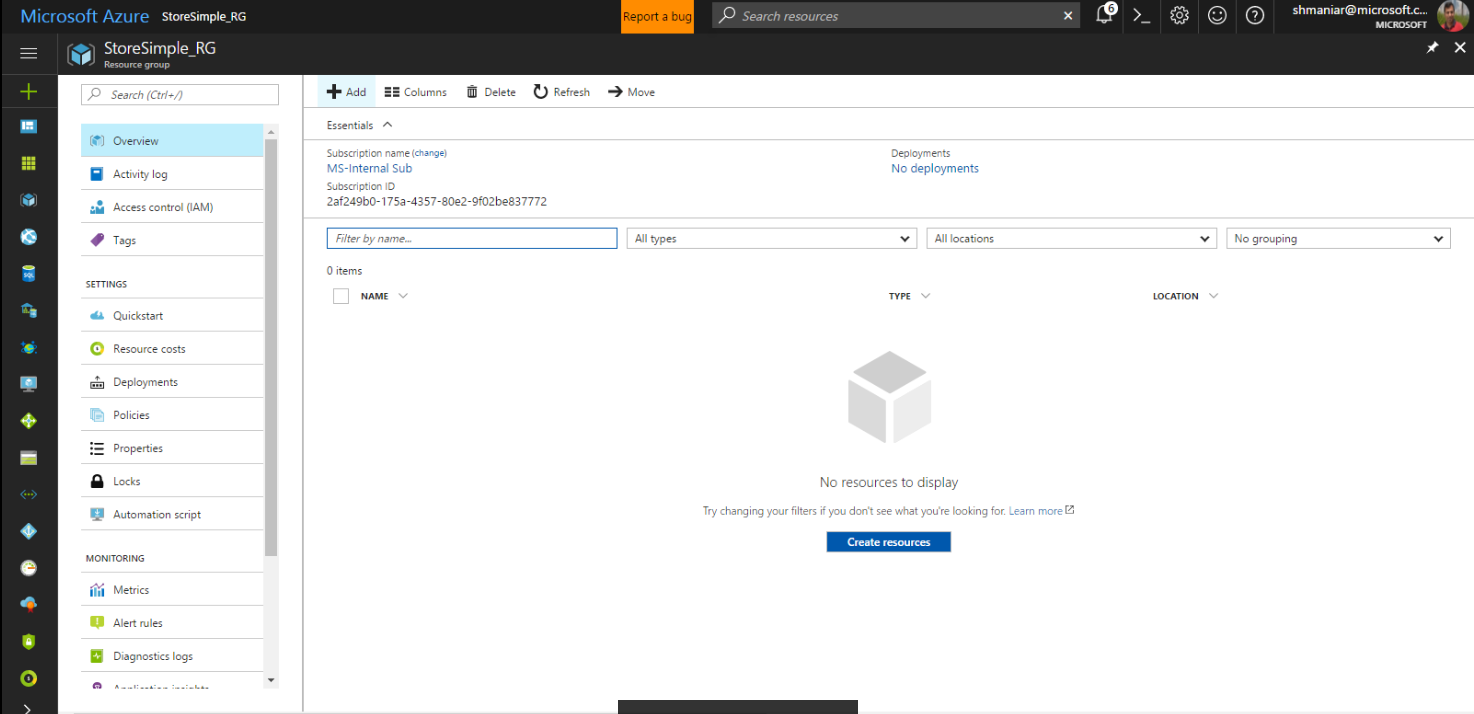 Microsoft Azure StoreSimple_RG
Report a bug
Search resources
6
shmaniar@microsoft.c...
MICROSOFT
StoreSimple_RG
Resource group
Search (Ctrl+/)
Overview
Activity log
Access control (IAM)
Tags
SETTINGS
Quickstart
Resource costs
Deployments
Policies
Properties
Locks
Automation script
MONITORING
Metrics
Alert rules
Diagnostics logs
Application insights
Add Columns Delete Refresh Move
Essentials
Subscription name (change)
MS-Internal Sub
Subscription ID
2af249b0-175a-4357-80e2-9f02be837772
Deployments
No deployments
Filter by name... All types All locations No grouping
0 items
NAME TYPE LOCATION
No resources to display
Try changing your filters if you don't see what you're looking for. Learn more
Create resources